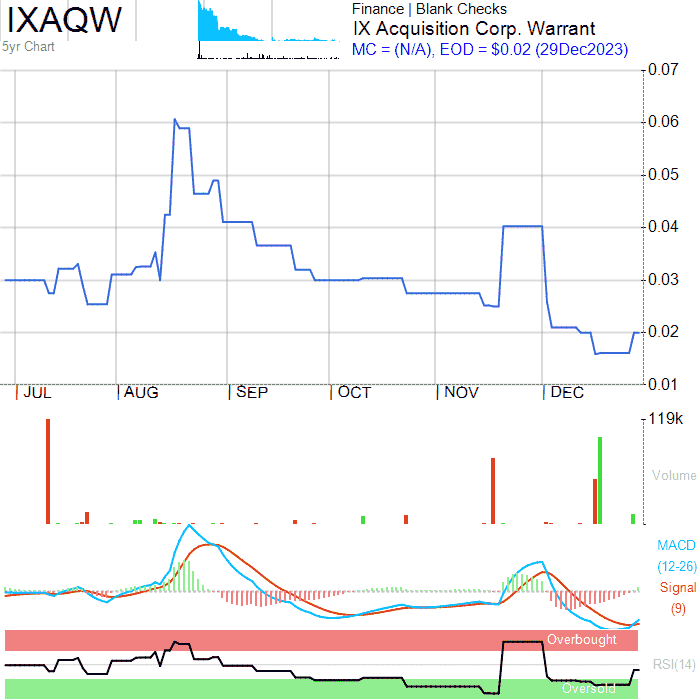 IXAQW
5yr Chart
Finance | Blank Checks
IX Acquisition Corp. Warrant
MC = (N/A), EOD = $0.02 (29Dec2023)
0.07
0.06
0.05
0.04
0.03
0.02
0.01
JUL AUG SEP OCT NOV DEC
119k
Volume
MACD
(12-26)
Signal
(9)
Overbought
RSI(14)
Oversold